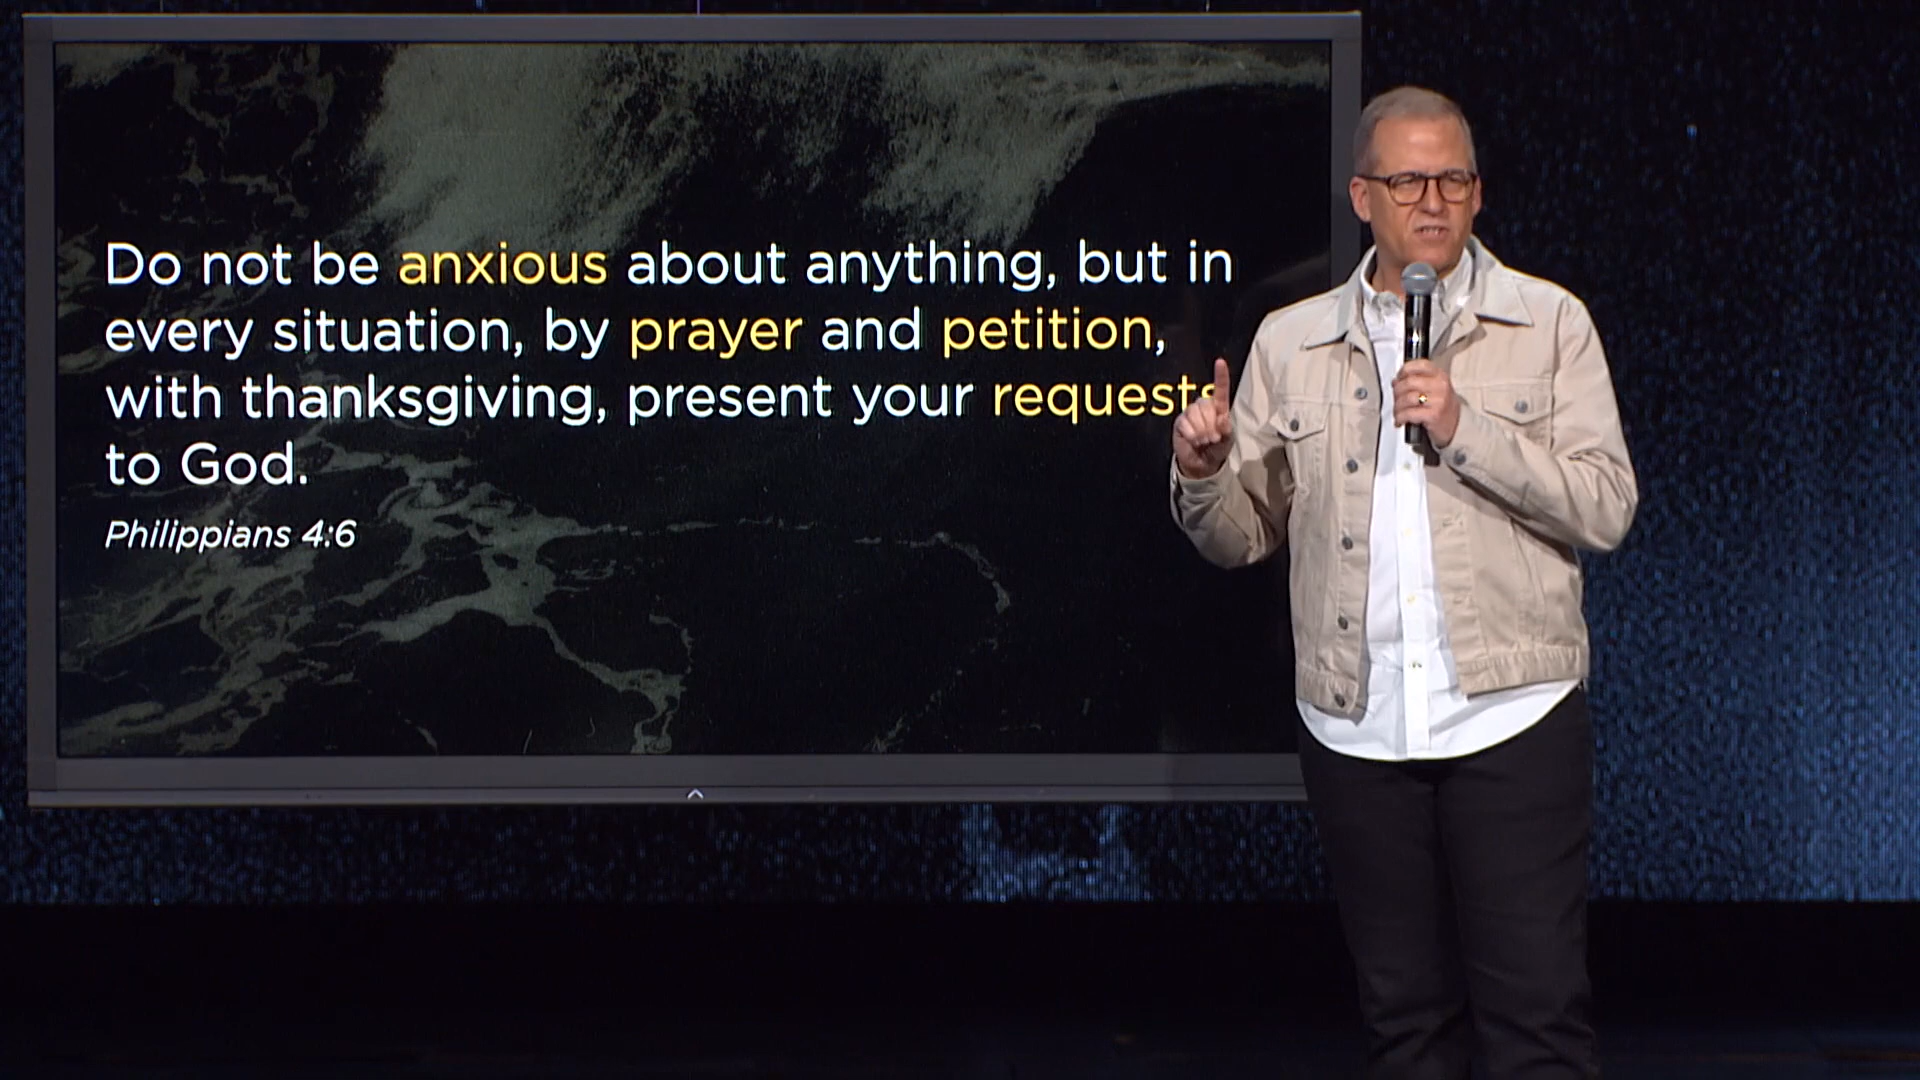 Do not be anxious about anything, but in
every situation, by prayer and petition,
with thanksgiving, present your requests
to God.
Philippians 4:6